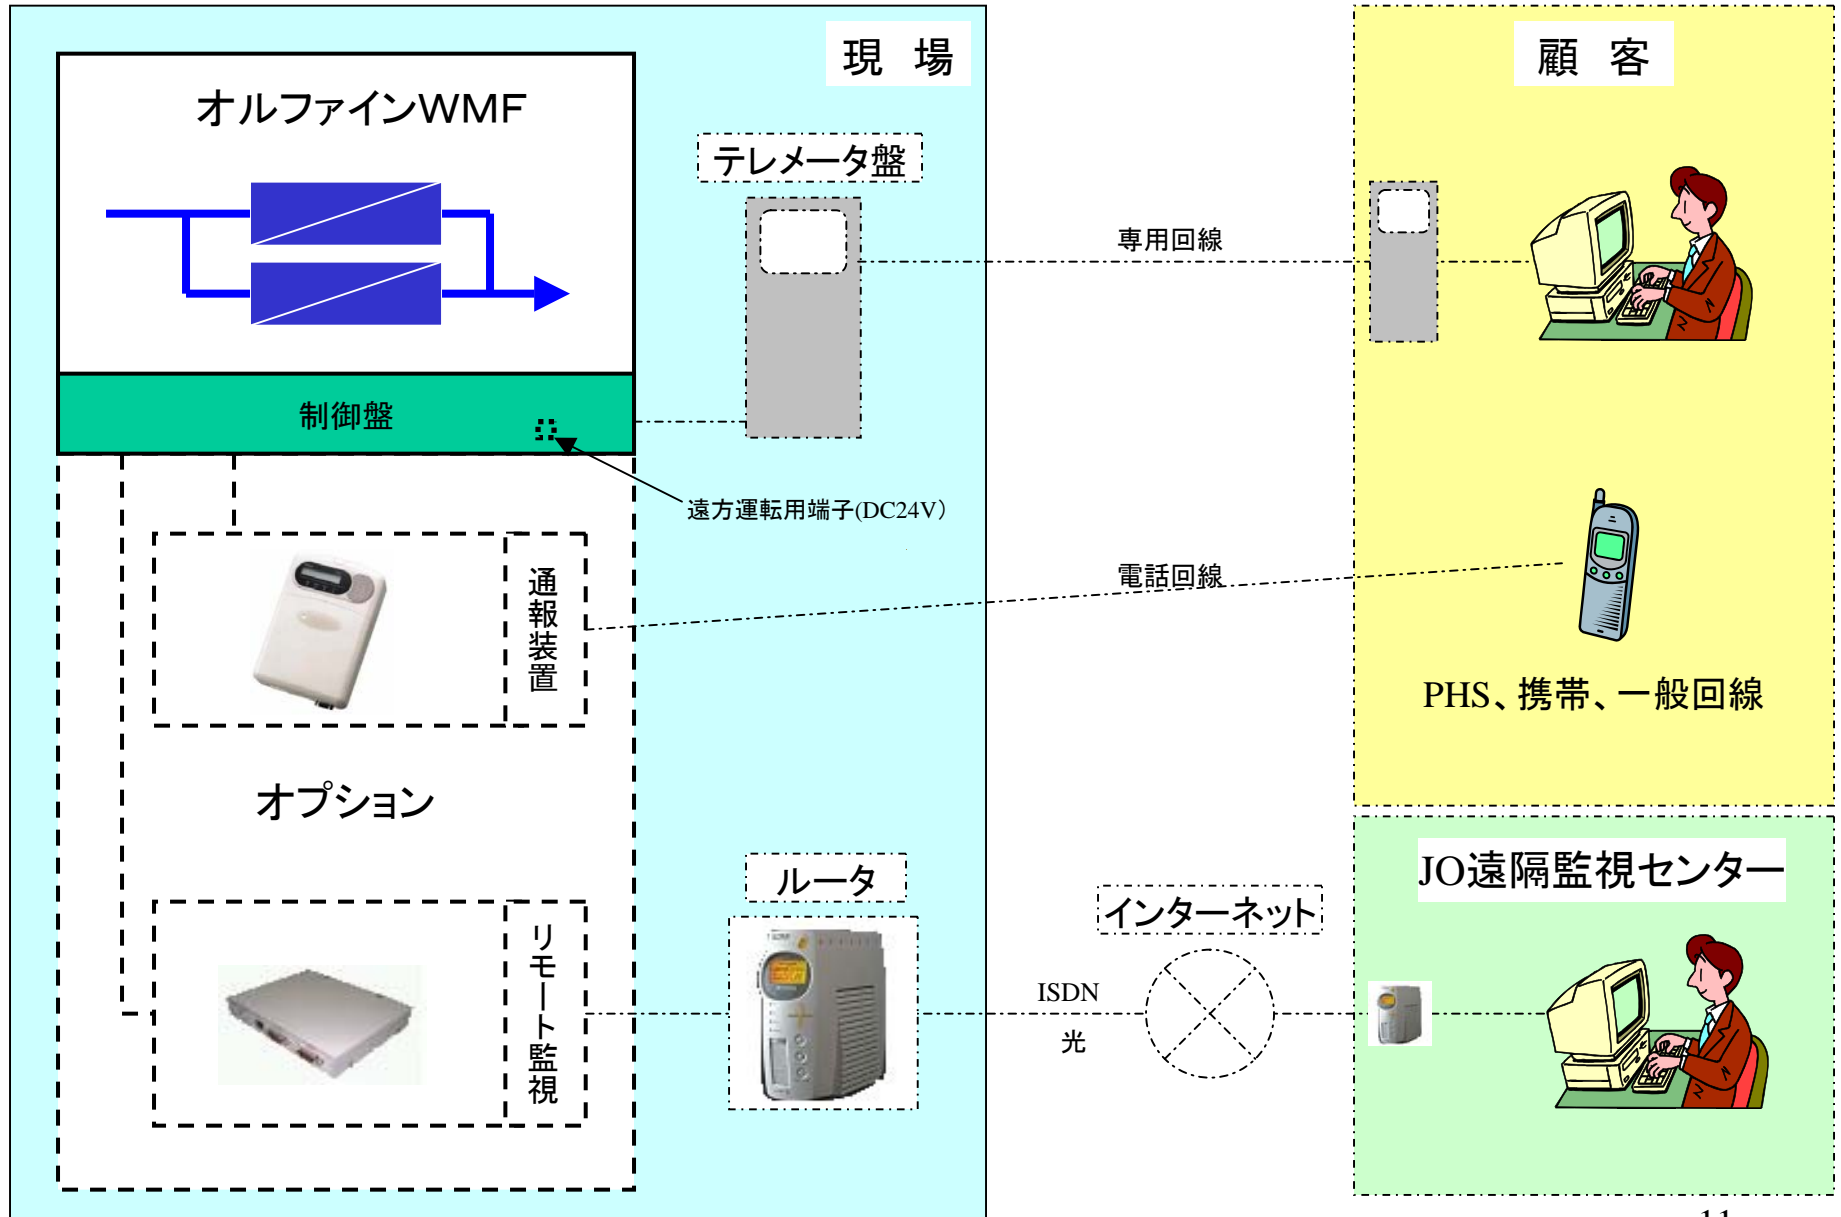 現 場
顧 客
オルファインWMF
テレメータ盤
専用回線
制御盤
遠方運転用端子(DC24V)
通報装置
電話回線
PHS、携帯、一般回線
オプション
ルータ
JO遠隔監視センター
インターネット
リモート監視
ISDN
光
11